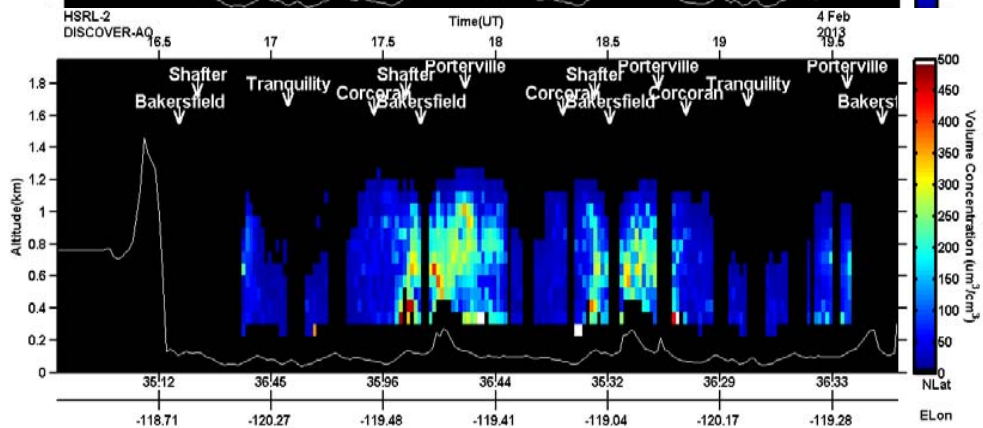 HSRL-2
DISCOVER-AQ
Time(UT)
4 Feb
2013
16.5 17 17.5 18 18.5 19 19.5
Shafter
Bakersfield
Tranquility
Corcoran
Shafter
Bakersfield
Porterville
Corcoran
Shafter
Bakersfield
Porterville
Corcoran
Tranquility
Porterville
Bakersf
Altitude(km)
1.8
1.6
1.4
1.2
1
0.8
0.6
0.4
0.2
0
500
450
400
350
300
250
200
150
100
50
0
Volume Concentration (um³/cm³)
35.12 36.45 35.96 36.44 35.32 36.29 36.33
NLat
-118.71 -120.27 -119.48 -119.41 -119.04 -120.17 -119.28
ELon